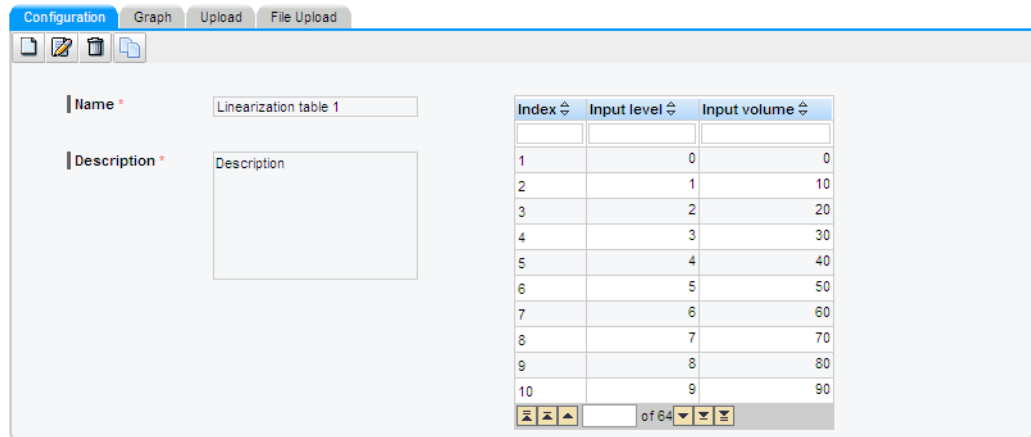 Configuration Graph Upload File Upload
Name * Linearization table 1
Description * Description
Index Input level Input volume
1 0 0
2 1 10
3 2 20
4 3 30
5 4 40
6 5 50
7 6 60
8 7 70
9 8 80
10 9 90
of 64